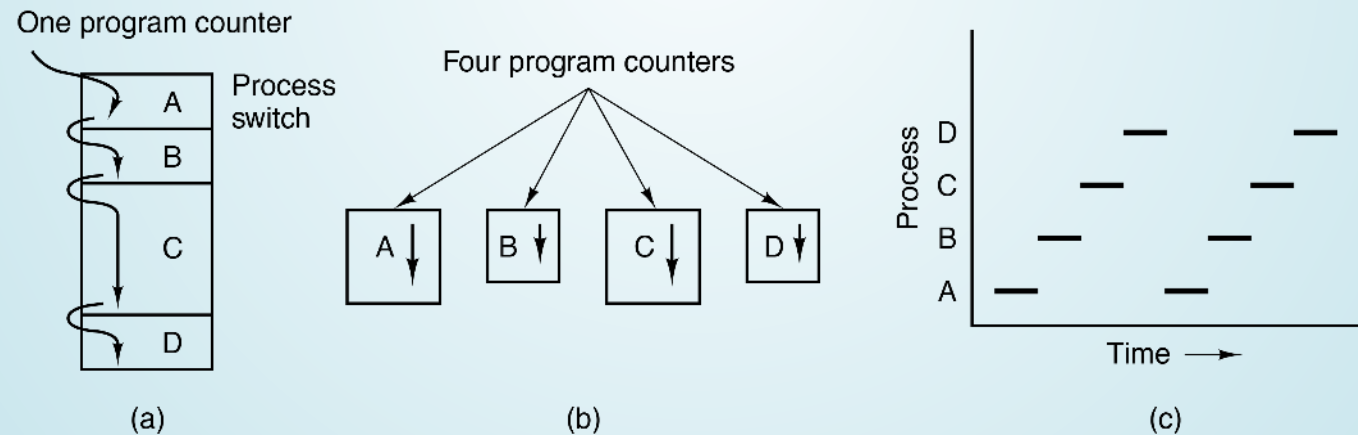 One program counter
Process
switch
A
B
C
D
(a)
Four program counters
A
B
C
D
(b)
Process
D
C
B
A
Time
(c)